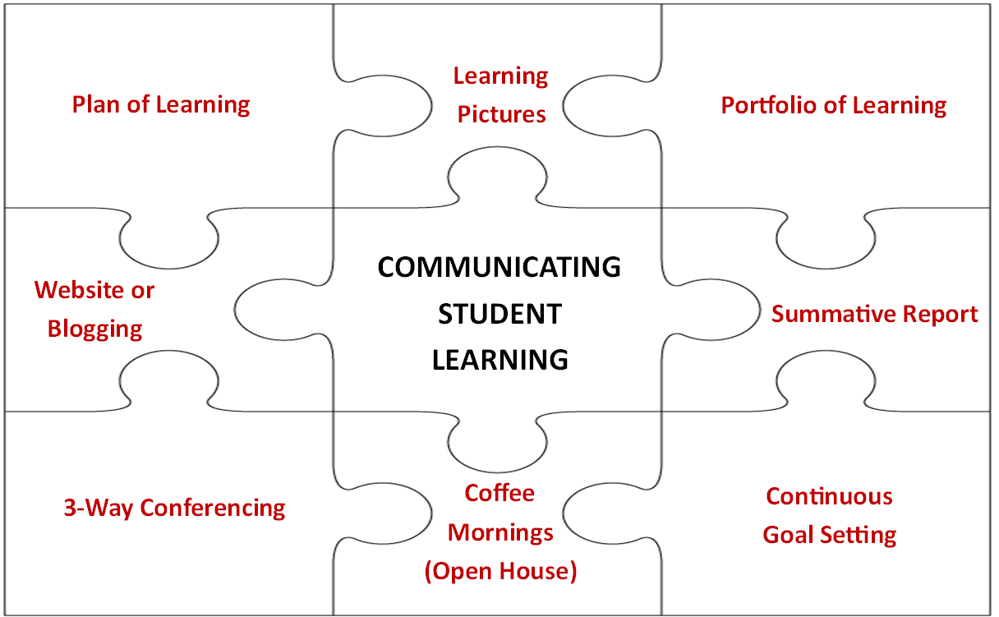 Plan of Learning
Learning
Pictures
Portfolio of Learning
Website or
Blogging
COMMUNICATING
STUDENT
LEARNING
Summative Report
3-Way Conferencing
Coffee
Mornings
(Open House)
Continuous
Goal Setting